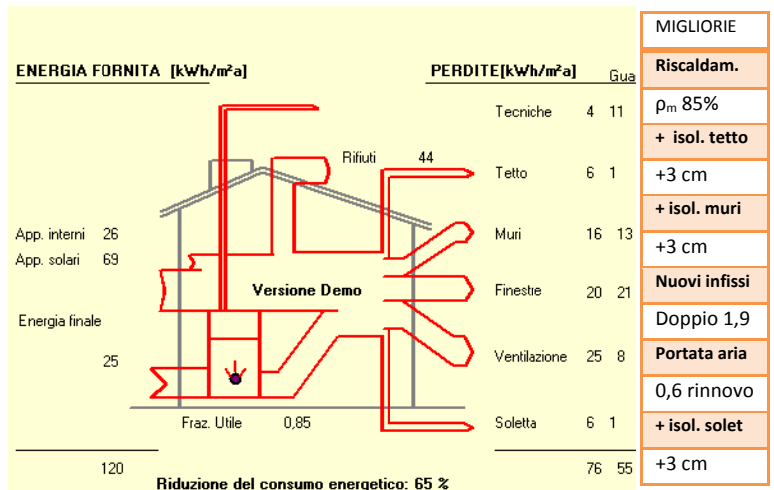 ENERGIA FORNITA [kWh/m²a]
PERDITE[kWh/m²a] Gua
Tecniche 4 11
Rifiuti 44
Tetto 6 1
App. interni 26
App. solari 69
Muri 16 13
Versione Demo
Finestre 20 21
Energia finale
25
Ventilazione 25 8
Fraz. Utile 0,85
Soletta 6 1
120
76 55
Riduzione del consumo energetico: 65 %
MIGLIORIE
Riscaldam.
ρm 85%
+ isol. tetto
+3 cm
+ isol. muri
+3 cm
Nuovi infissi
Doppio 1,9
Portata aria
0,6 rinnovo
+ isol. solet
+3 cm